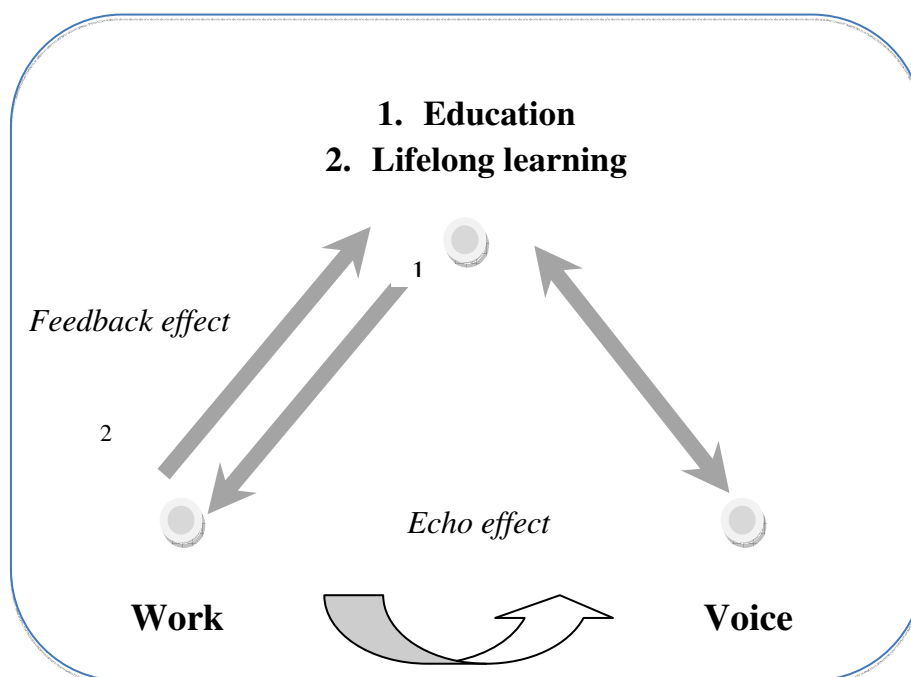 1. Education
2. Lifelong learning
1
Feedback effect
2
Echo effect
Work
Voice